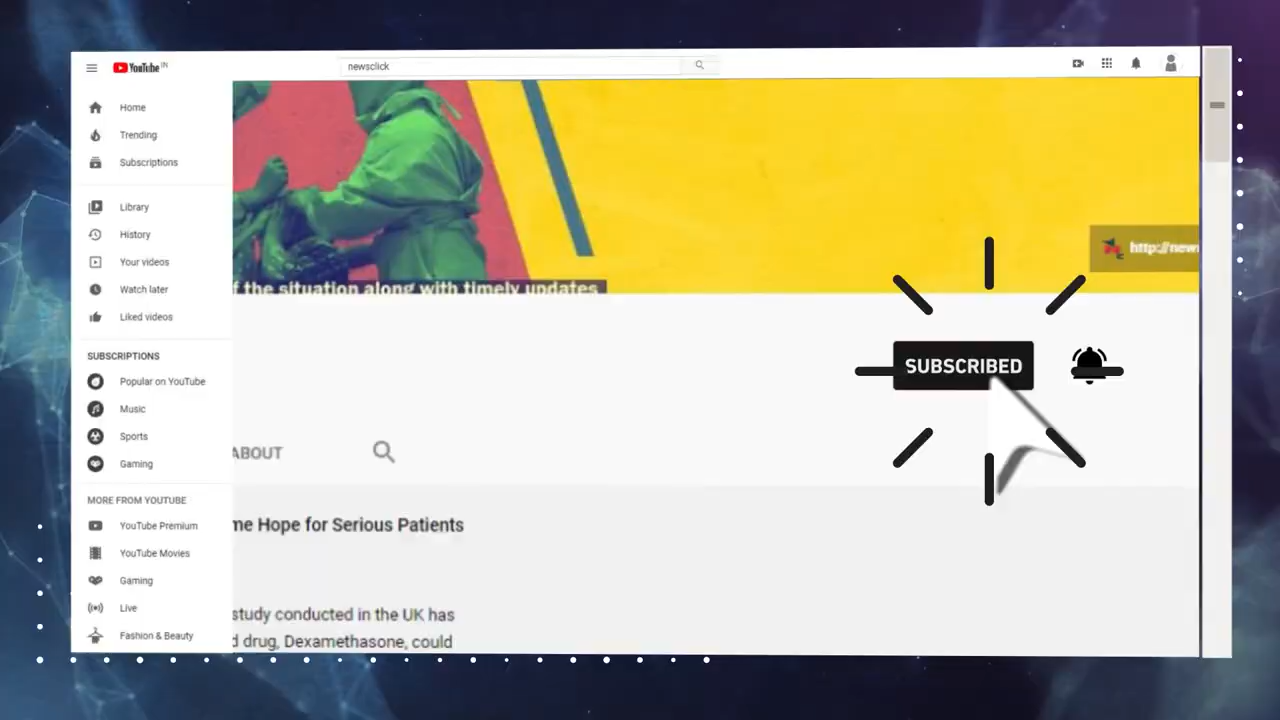 YouTube IN
newsclick
Home
Trending
Subscriptions
Library
History
Your videos
Watch later
Liked videos
SUBSCRIPTIONS
Popular on YouTube
Music
Sports
Gaming
MORE FROM YOUTUBE
YouTube Premium
YouTube Movies
Gaming
Live
Fashion & Beauty
http://new
f the situation along with timely updates
SUBSCRIBED
ABOUT
me Hope for Serious Patients
study conducted in the UK has
d drug, Dexamethasone, could